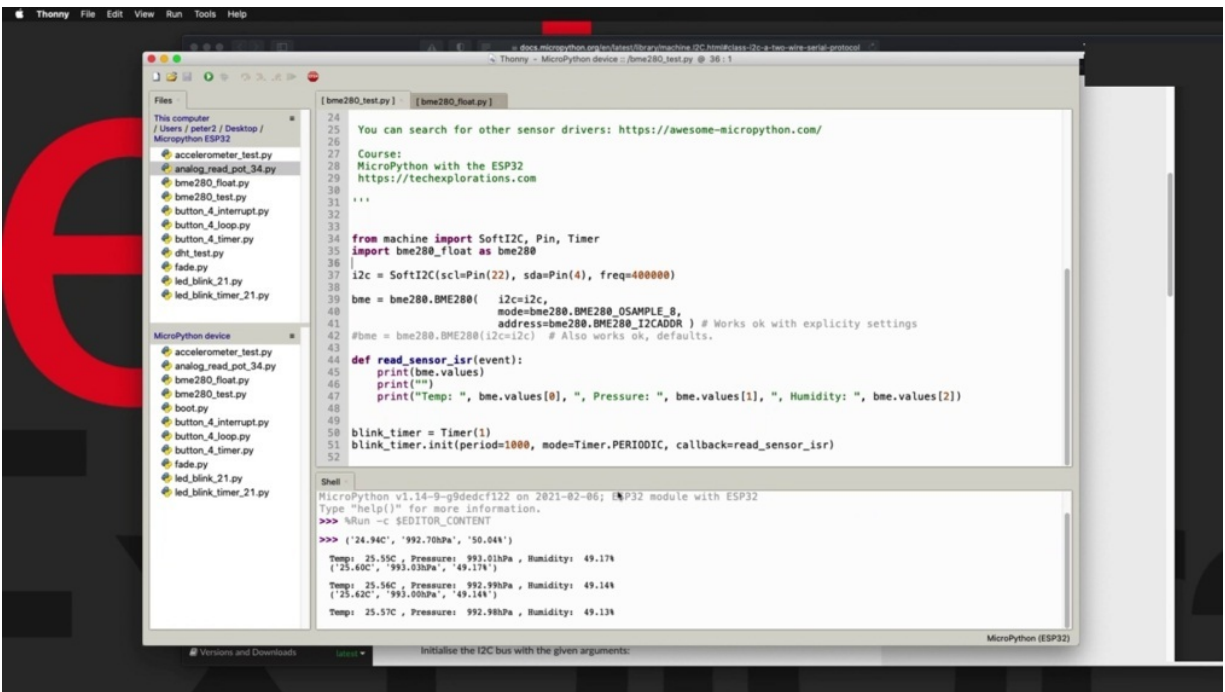 Thonny File Edit View Run Tools Help
docs.micropython.org/en/latest/library/machine.I2C.html#class-i2c-a-two-wire-serial-protocol
Thonny - MicroPython device :: /bme280_test.py @ 36 : 1
Files
This computer
/ Users / peter2 / Desktop /
Micropython ESP32
accelerometer_test.py
analog_read_pot_34.py
bme280_float.py
bme280_test.py
button_4_interrupt.py
button_4_loop.py
button_4_timer.py
dht_test.py
fade.py
led_blink_21.py
led_blink_timer_21.py
MicroPython device
accelerometer_test.py
analog_read_pot_34.py
bme280_float.py
bme280_test.py
boot.py
button_4_interrupt.py
button_4_loop.py
button_4_timer.py
fade.py
led_blink_21.py
led_blink_timer_21.py
[ bme280_test.py ] [ bme280_float.py ]
24
25 You can search for other sensor drivers: https://awesome-micropython.com/
26
27 Course:
28 MicroPython with the ESP32
29 https://techexplorations.com
30
31 '''
32
33
34 from machine import SoftI2C, Pin, Timer
35 import bme280_float as bme280
36
37 i2c = SoftI2C(scl=Pin(22), sda=Pin(4), freq=400000)
38
39 bme = bme280.BME280( i2c=i2c,
40 mode=bme280.BME280_OSAMPLE_8,
41 address=bme280.BME280_I2CADDR ) # Works ok with explicity settings
42 #bme = bme280.BME280(i2c=i2c) # Also works ok, defaults.
43
44 def read_sensor_isr(event):
45 print(bme.values)
46 print("")
47 print("Temp: ", bme.values[0], ", Pressure: ", bme.values[1], ", Humidity: ", bme.values[2])
48
49
50 blink_timer = Timer(1)
51 blink_timer.init(period=1000, mode=Timer.PERIODIC, callback=read_sensor_isr)
52
Shell
MicroPython v1.14-9-g9dedcf122 on 2021-02-06; ESP32 module with ESP32
Type "help()" for more information.
>>> %Run -c $EDITOR_CONTENT
>>> ('24.94C', '992.70hPa', '50.04%')
Temp: 25.55C , Pressure: 993.01hPa , Humidity: 49.17%
('25.60C', '993.03hPa', '49.17%')
Temp: 25.56C , Pressure: 992.99hPa , Humidity: 49.14%
('25.62C', '993.00hPa', '49.14%')
Temp: 25.57C , Pressure: 992.98hPa , Humidity: 49.13%
MicroPython (ESP32)
Versions and Downloads latest
Initialise the I2C bus with the given arguments: